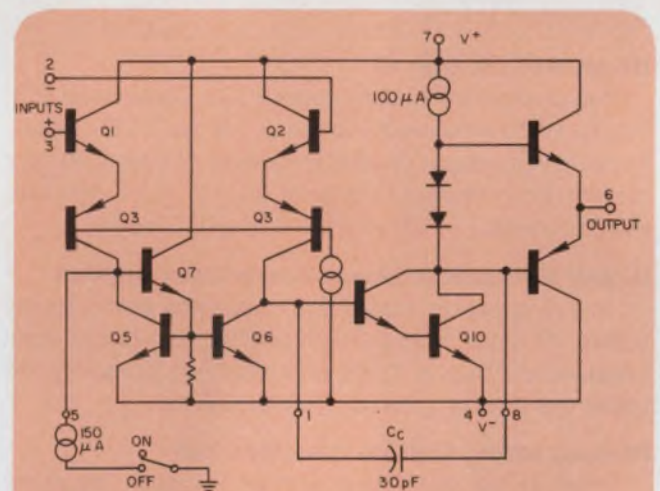 7 V+
2
−
100 μA
INPUTS
+
3
Q1
Q2
6
OUTPUT
Q3
Q3
Q7
Q5
Q6
Q10
5
1
4 V−
8
150 μA
ON
OFF
Cc
30pF